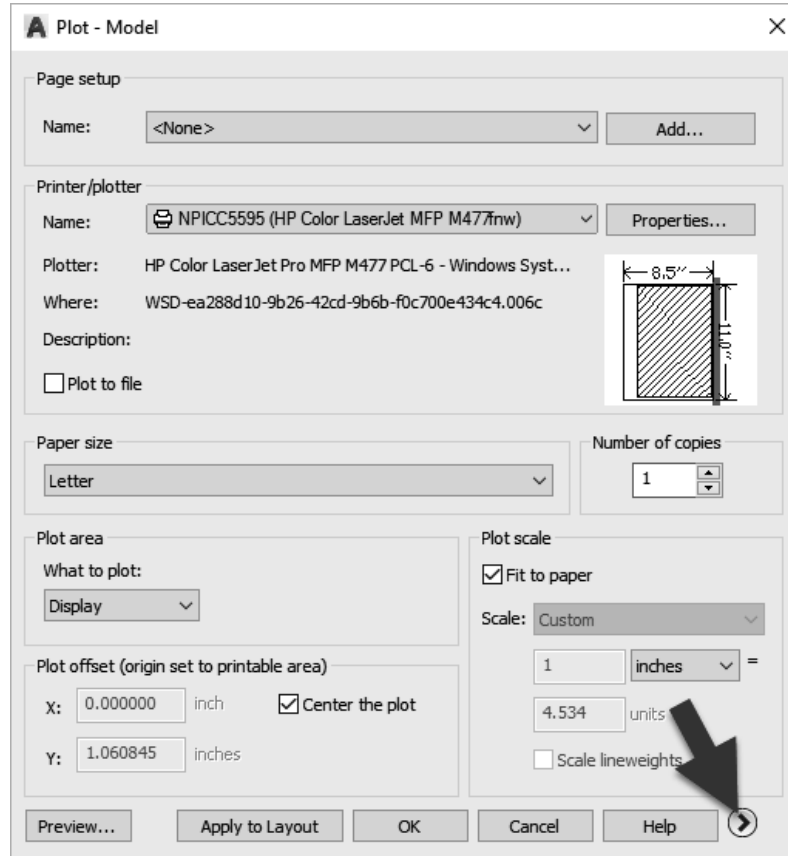 Plot - Model
Page setup
Name: <None> Add...
Printer/plotter
Name: NPICC5595 (HP Color LaserJet MFP M477fnw) Properties...
Plotter: HP Color LaserJet Pro MFP M477 PCL-6 - Windows Syst...
Where: WSD-ea288d10-9b26-42cd-9b6b-f0c700e434c4.006c
Description:
Plot to file
8.5″
11.0″
Paper size
Letter
Number of copies
1
Plot area
What to plot:
Display
Plot scale
Fit to paper
Scale: Custom
1 inches =
4.534 units
Scale lineweights
Plot offset (origin set to printable area)
X: 0.000000 inch Center the plot
Y: 1.060845 inches
Preview... Apply to Layout OK Cancel Help